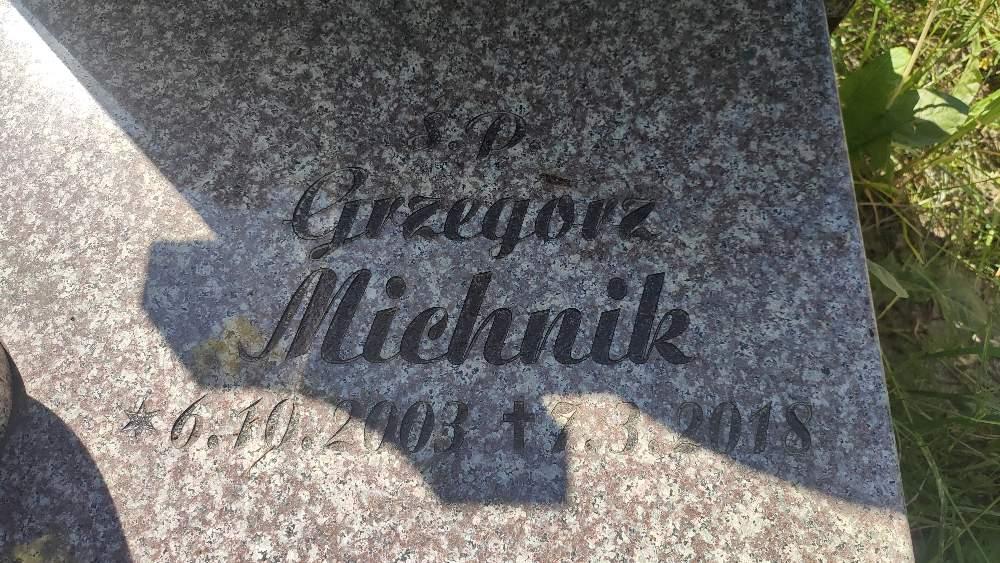 Ś.P.
Grzegorz
Michnik
* 6.10.2003 † 7.3.2018